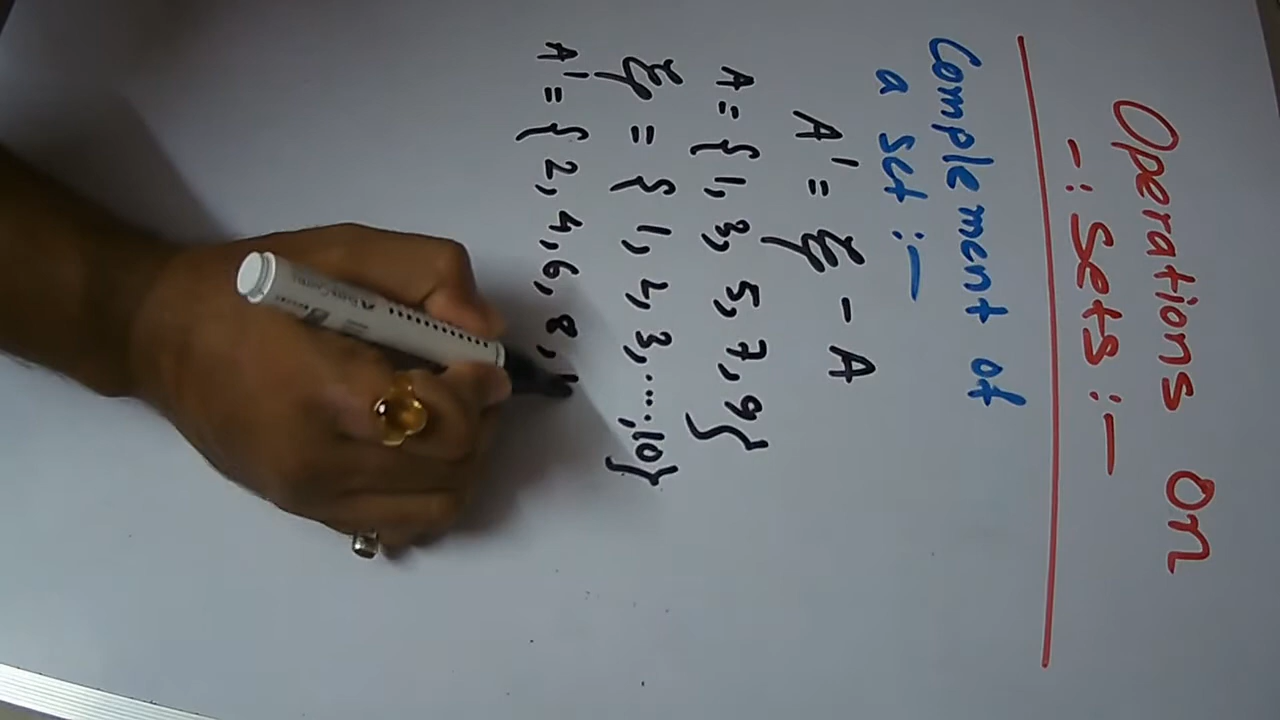 Operations on
-: Sets :-
Complement of
a set :-
A' = ξ - A
A = {1, 3, 5, 7, 9}
ξ = {1, 2, 3, ...., 10}
A' = {2, 4, 6, 8, 1